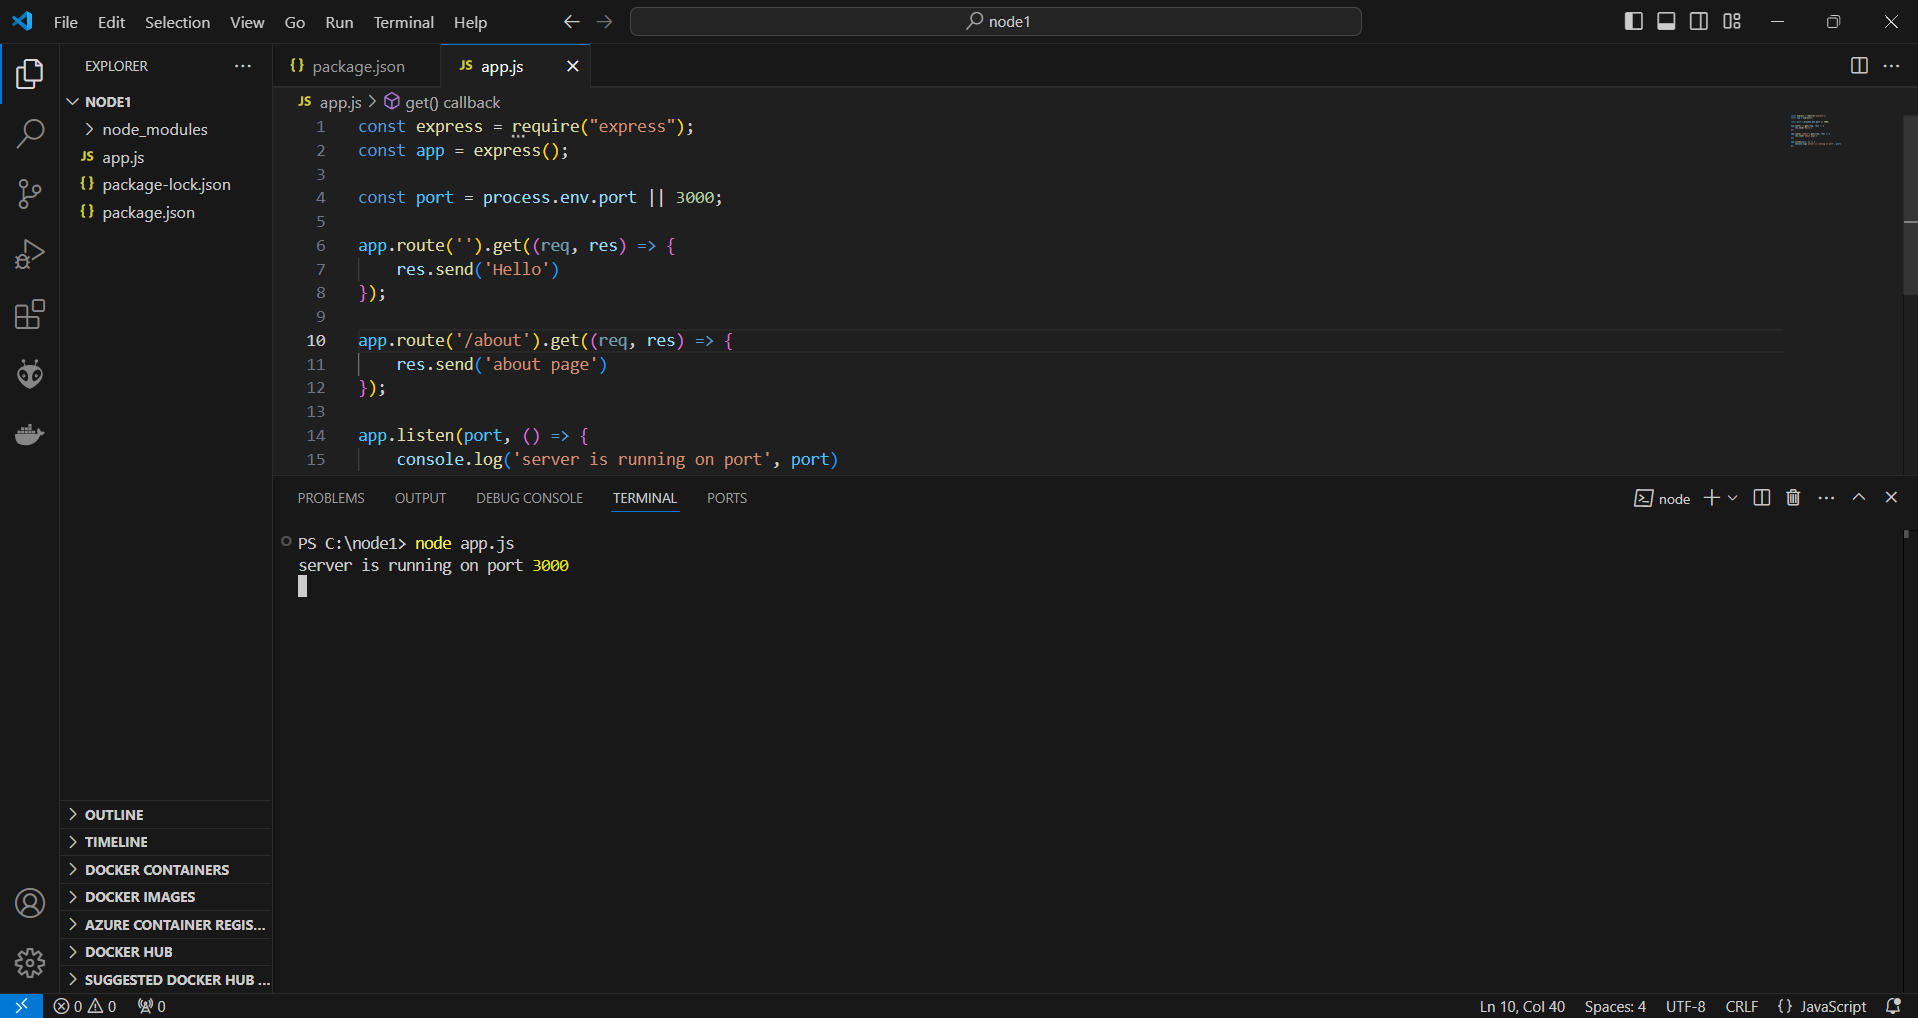 File Edit Selection View Go Run Terminal Help
node1
EXPLORER
NODE1
node_modules
JS app.js
{} package-lock.json
{} package.json
OUTLINE
TIMELINE
DOCKER CONTAINERS
DOCKER IMAGES
AZURE CONTAINER REGIS...
DOCKER HUB
SUGGESTED DOCKER HUB ...
{} package.json
JS app.js
JS app.js > get() callback
1 const express = require("express");
2 const app = express();
3
4 const port = process.env.port || 3000;
5
6 app.route('').get((req, res) => {
7 res.send('Hello')
8 });
9
10 app.route('/about').get((req, res) => {
11 res.send('about page')
12 });
13
14 app.listen(port, () => {
15 console.log('server is running on port', port)
PROBLEMS OUTPUT DEBUG CONSOLE TERMINAL PORTS
node
PS C:\node1> node app.js
server is running on port 3000
0 0 0
Ln 10, Col 40 Spaces: 4 UTF-8 CRLF {} JavaScript